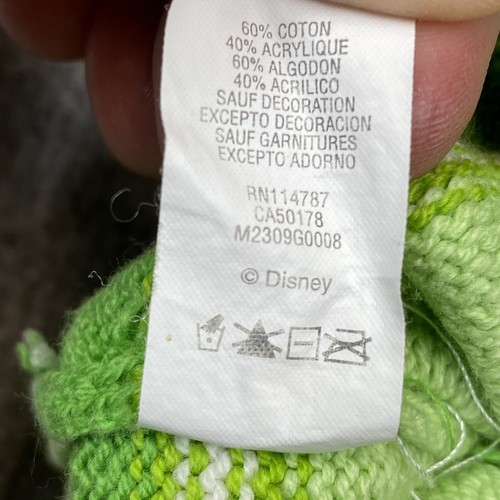 60% COTON
40% ACRYLIQUE
60% ALGODON
40% ACRILICO
SAUF DECORATION
EXCEPTO DECORACION
SAUF GARNITURES
EXCEPTO ADORNO
RN114787
CA50178
M2309G0008
© Disney